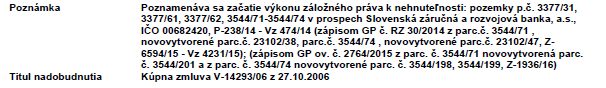 Poznámka
Poznamenáva sa začatie výkonu záložného práva k nehnuteľnosti: pozemky p.č. 3377/31,
3377/61, 3377/62, 3544/71-3544/74 v prospech Slovenská záručná a rozvojová banka, a.s.,
IČO 00682420, P-238/14 - Vz 474/14 (zápisom GP č. RZ 30/2014 z parc.č. 3544/71 ,
novovytvorené parc.č. 23102/38, parc.č. 3544/74 , novovytvorené parc.č. 23102/47, Z-
6594/15 - Vz 4231/15); (zápisom GP ov. č. 2764/2015 z parc. č. 3544/71 novovytvorená parc.
č. 3544/201 a z parc. č. 3544/74 novovytvorené parc. č. 3544/198, 3544/199, Z-1936/16)
Titul nadobudnutia
Kúpna zmluva V-14293/06 z 27.10.2006